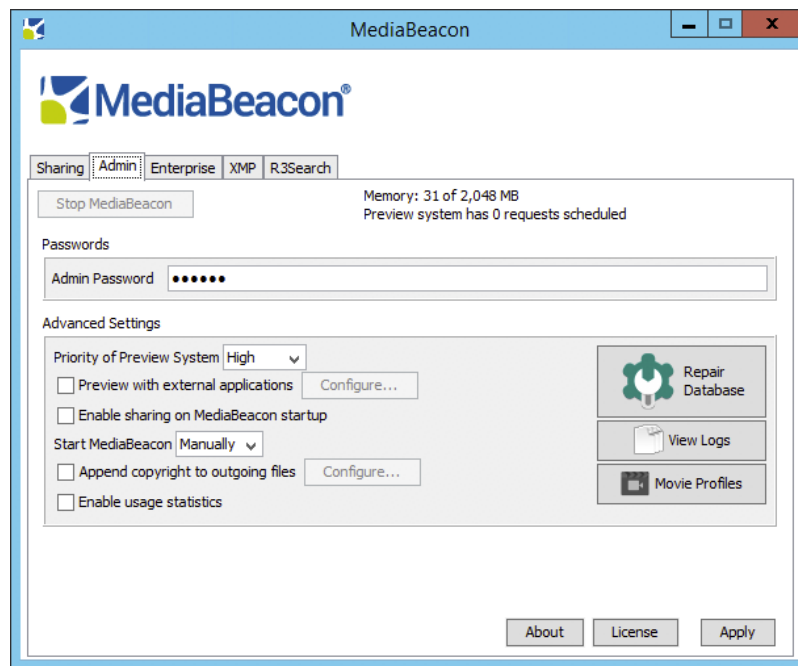 MediaBeacon
MediaBeacon®
Sharing Admin Enterprise XMP R3Search
Stop MediaBeacon
Memory: 31 of 2,048 MB
Preview system has 0 requests scheduled
Passwords
Admin Password ••••••
Advanced Settings
Priority of Preview System High
Preview with external applications Configure...
Enable sharing on MediaBeacon startup
Start MediaBeacon Manually
Append copyright to outgoing files Configure...
Enable usage statistics
Repair
Database
View Logs
Movie Profiles
About License Apply